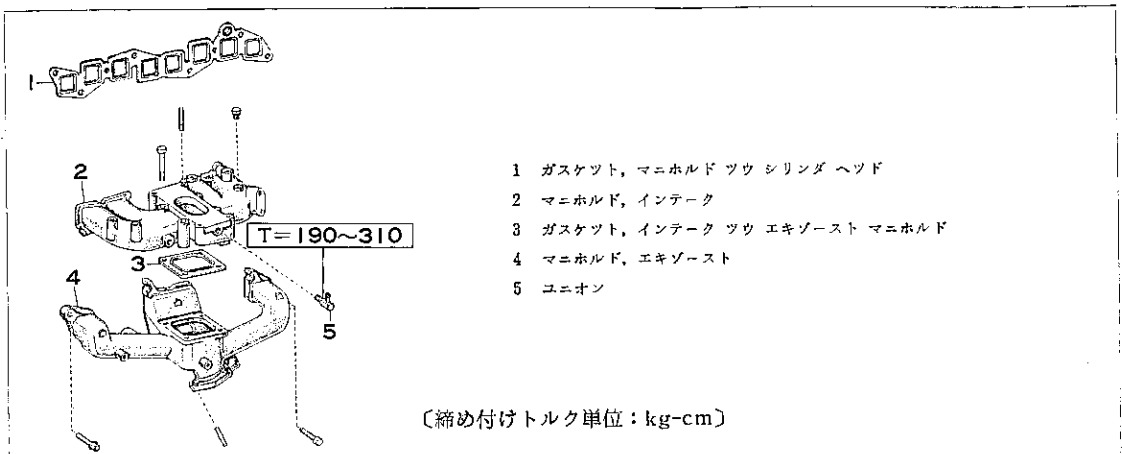 1
2
T=190~310
3
4
5
1 ガスケツト, マニホルド ツウ シリンダ ヘツド
2 マニホルド, インテーク
3 ガスケツト, インテーク ツウ エキゾースト マニホルド
4 マニホルド, エキゾースト
5 ユニオン
〔締め付けトルク単位:kg-cm〕